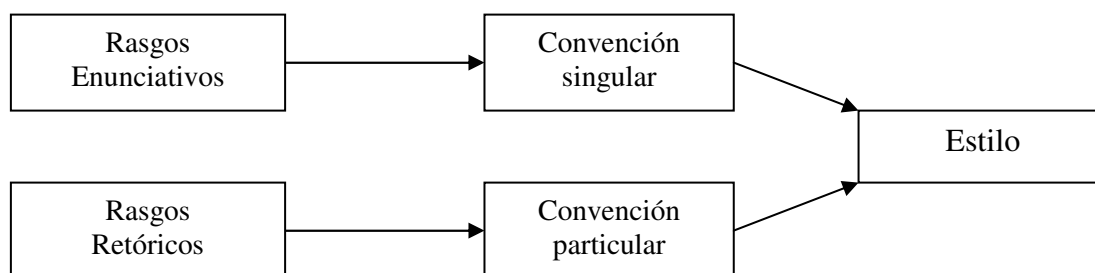 Rasgos
Enunciativos
Convención
singular
Estilo
Rasgos
Retóricos
Convención
particular